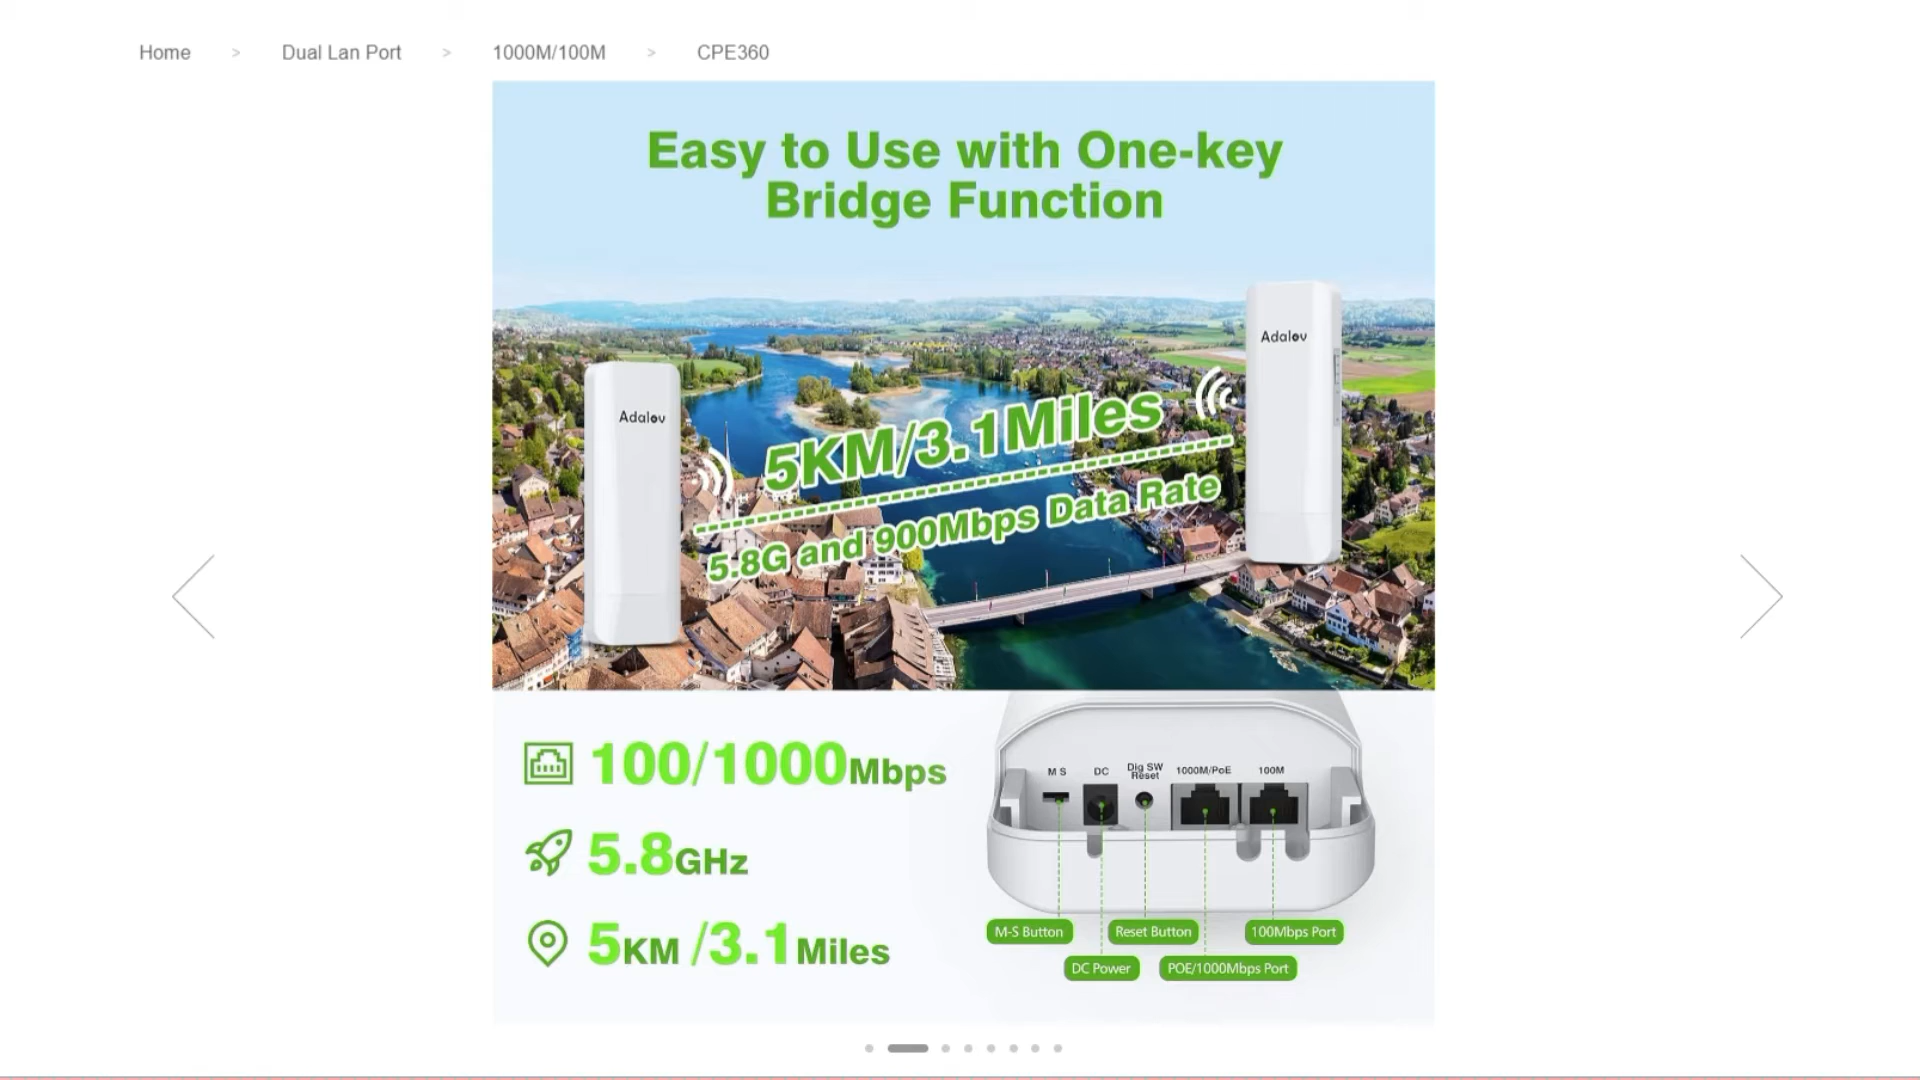 Home > Dual Lan Port > 1000M/100M > CPE360
Easy to Use with One-key
Bridge Function
Adalov
Adalov
5KM/3.1Miles
5.8G and 900Mbps Data Rate
100/1000Mbps
5.8GHz
5KM /3.1Miles
M S
DC
Dig SW
Reset
1000M/PoE
100M
M-S Button
Reset Button
100Mbps Port
DC Power
POE/1000Mbps Port